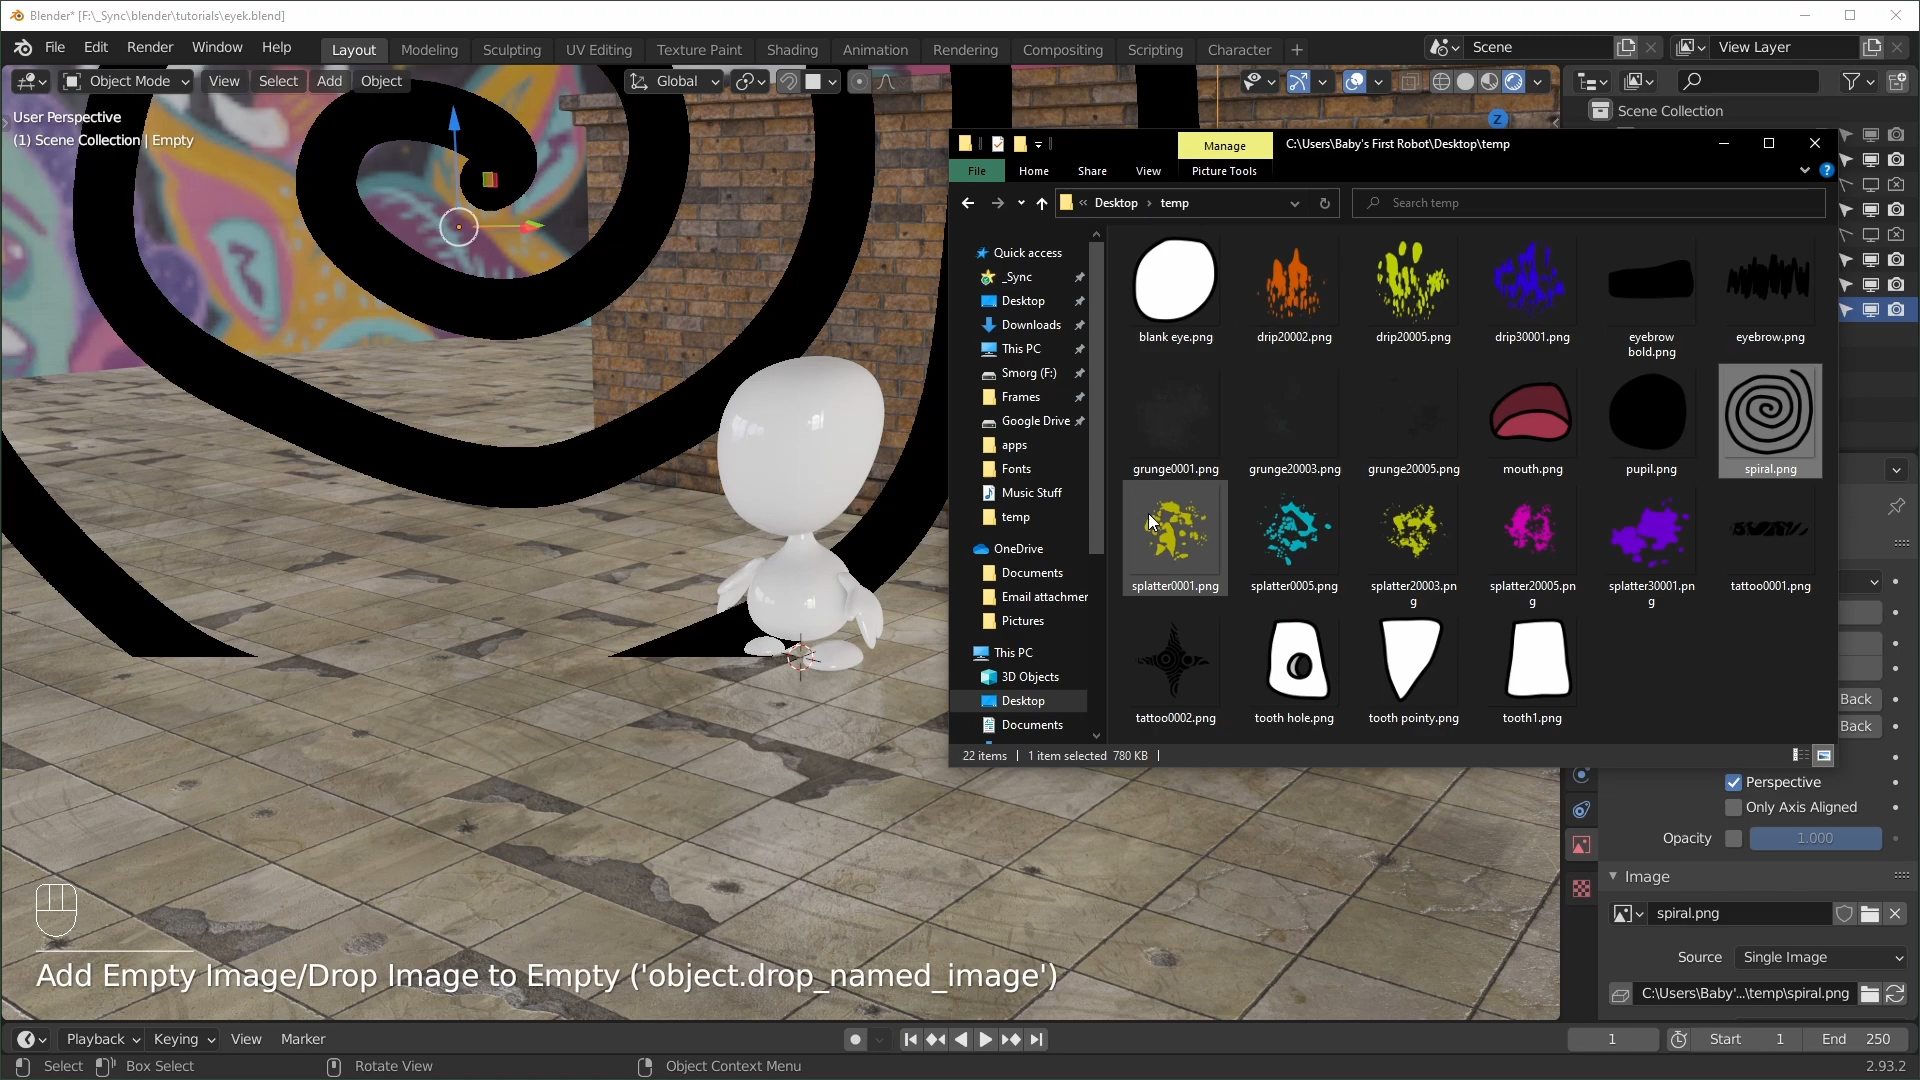 Blender* [F:\_Sync\blender\tutorials\eyek.blend]
File Edit Render Window Help Layout Modeling Sculpting UV Editing Texture Paint Shading Animation Rendering Compositing Scripting Character + Scene View Layer
Object Mode View Select Add Object Global
User Perspective
(1) Scene Collection | Empty
Scene Collection
Z
Manage C:\Users\Baby's First Robot\Desktop\temp
File Home Share View Picture Tools
« Desktop › temp Search temp
Quick access
_Sync
Desktop
Downloads
This PC
Smorg (F:)
Frames
Google Drive
apps
Fonts
Music Stuff
temp
OneDrive
Documents
Email attachmer
Pictures
This PC
3D Objects
Desktop
Documents
blank eye.png drip20002.png drip20005.png drip30001.png eyebrow bold.png eyebrow.png
grunge0001.png grunge20003.png grunge20005.png mouth.png pupil.png spiral.png
splatter0001.png splatter0005.png splatter20003.png splatter20005.png splatter30001.png tattoo0001.png
tattoo0002.png tooth hole.png tooth pointy.png tooth1.png
22 items | 1 item selected 780 KB |
Back
Back
Perspective
Only Axis Aligned
Opacity 1.000
Image
spiral.png
Source Single Image
C:\Users\Baby'...\temp\spiral.png
Add Empty Image/Drop Image to Empty ('object.drop_named_image')
Playback Keying View Marker 1 Start 1 End 250
Select Box Select Rotate View Object Context Menu 2.93.2